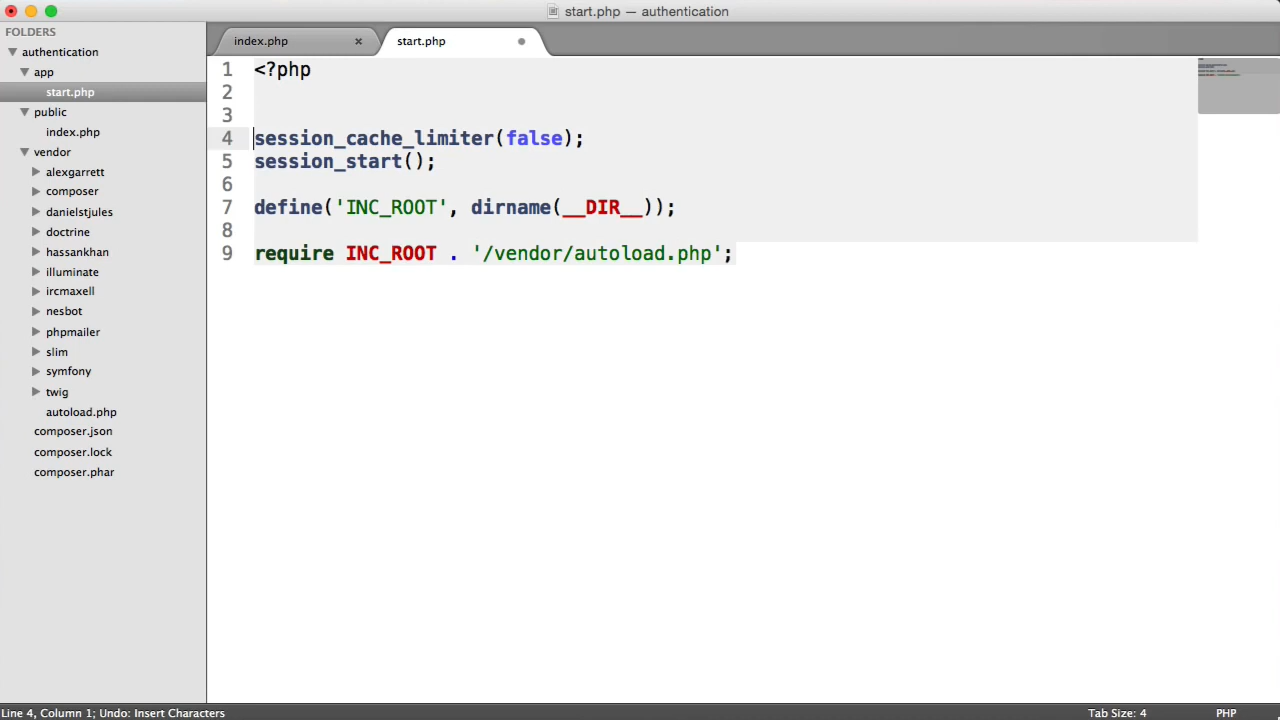 start.php — authentication
FOLDERS
authentication
app
start.php
public
index.php
vendor
alexgarrett
composer
danielstjules
doctrine
hassankhan
illuminate
ircmaxell
nesbot
phpmailer
slim
symfony
twig
autoload.php
composer.json
composer.lock
composer.phar
index.php
start.php
1 <?php
2
3
4 session_cache_limiter(false);
5 session_start();
6
7 define('INC_ROOT', dirname(__DIR__));
8
9 require INC_ROOT . '/vendor/autoload.php';
Line 4, Column 1; Undo: Insert Characters
Tab Size: 4
PHP